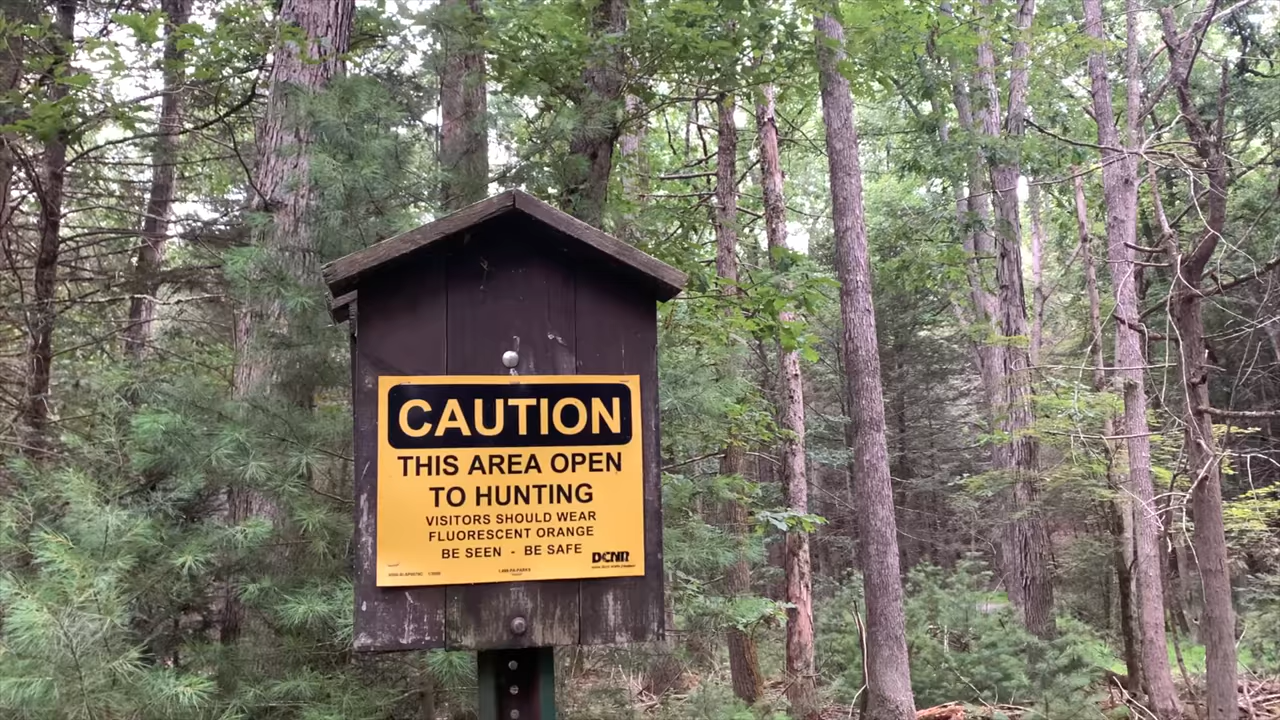 CAUTION
THIS AREA OPEN
TO HUNTING
VISITORS SHOULD WEAR
FLUORESCENT ORANGE
BE SEEN - BE SAFE
DCNR